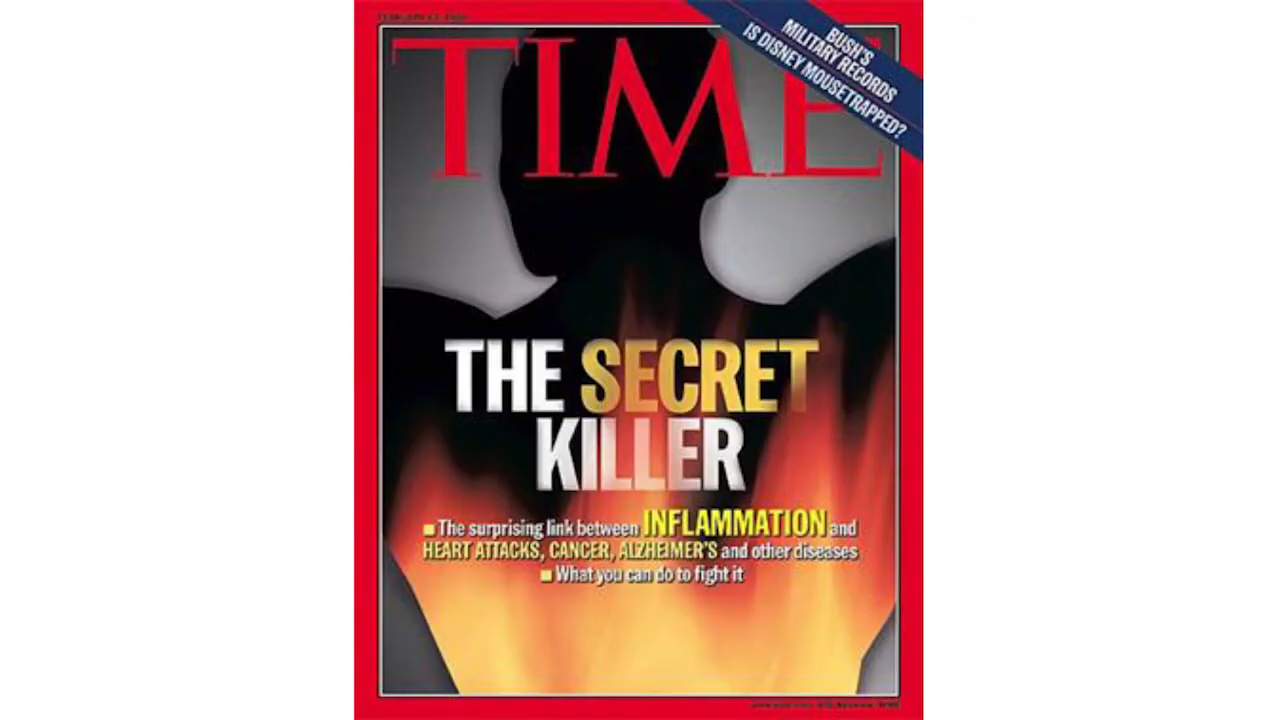 TIME
BUSH'S
MILITARY RECORDS
IS DISNEY MOUSETRAPPED?
THE SECRET
KILLER
■ The surprising link between INFLAMMATION and
HEART ATTACKS, CANCER, ALZHEIMER'S and other diseases
■ What you can do to fight it